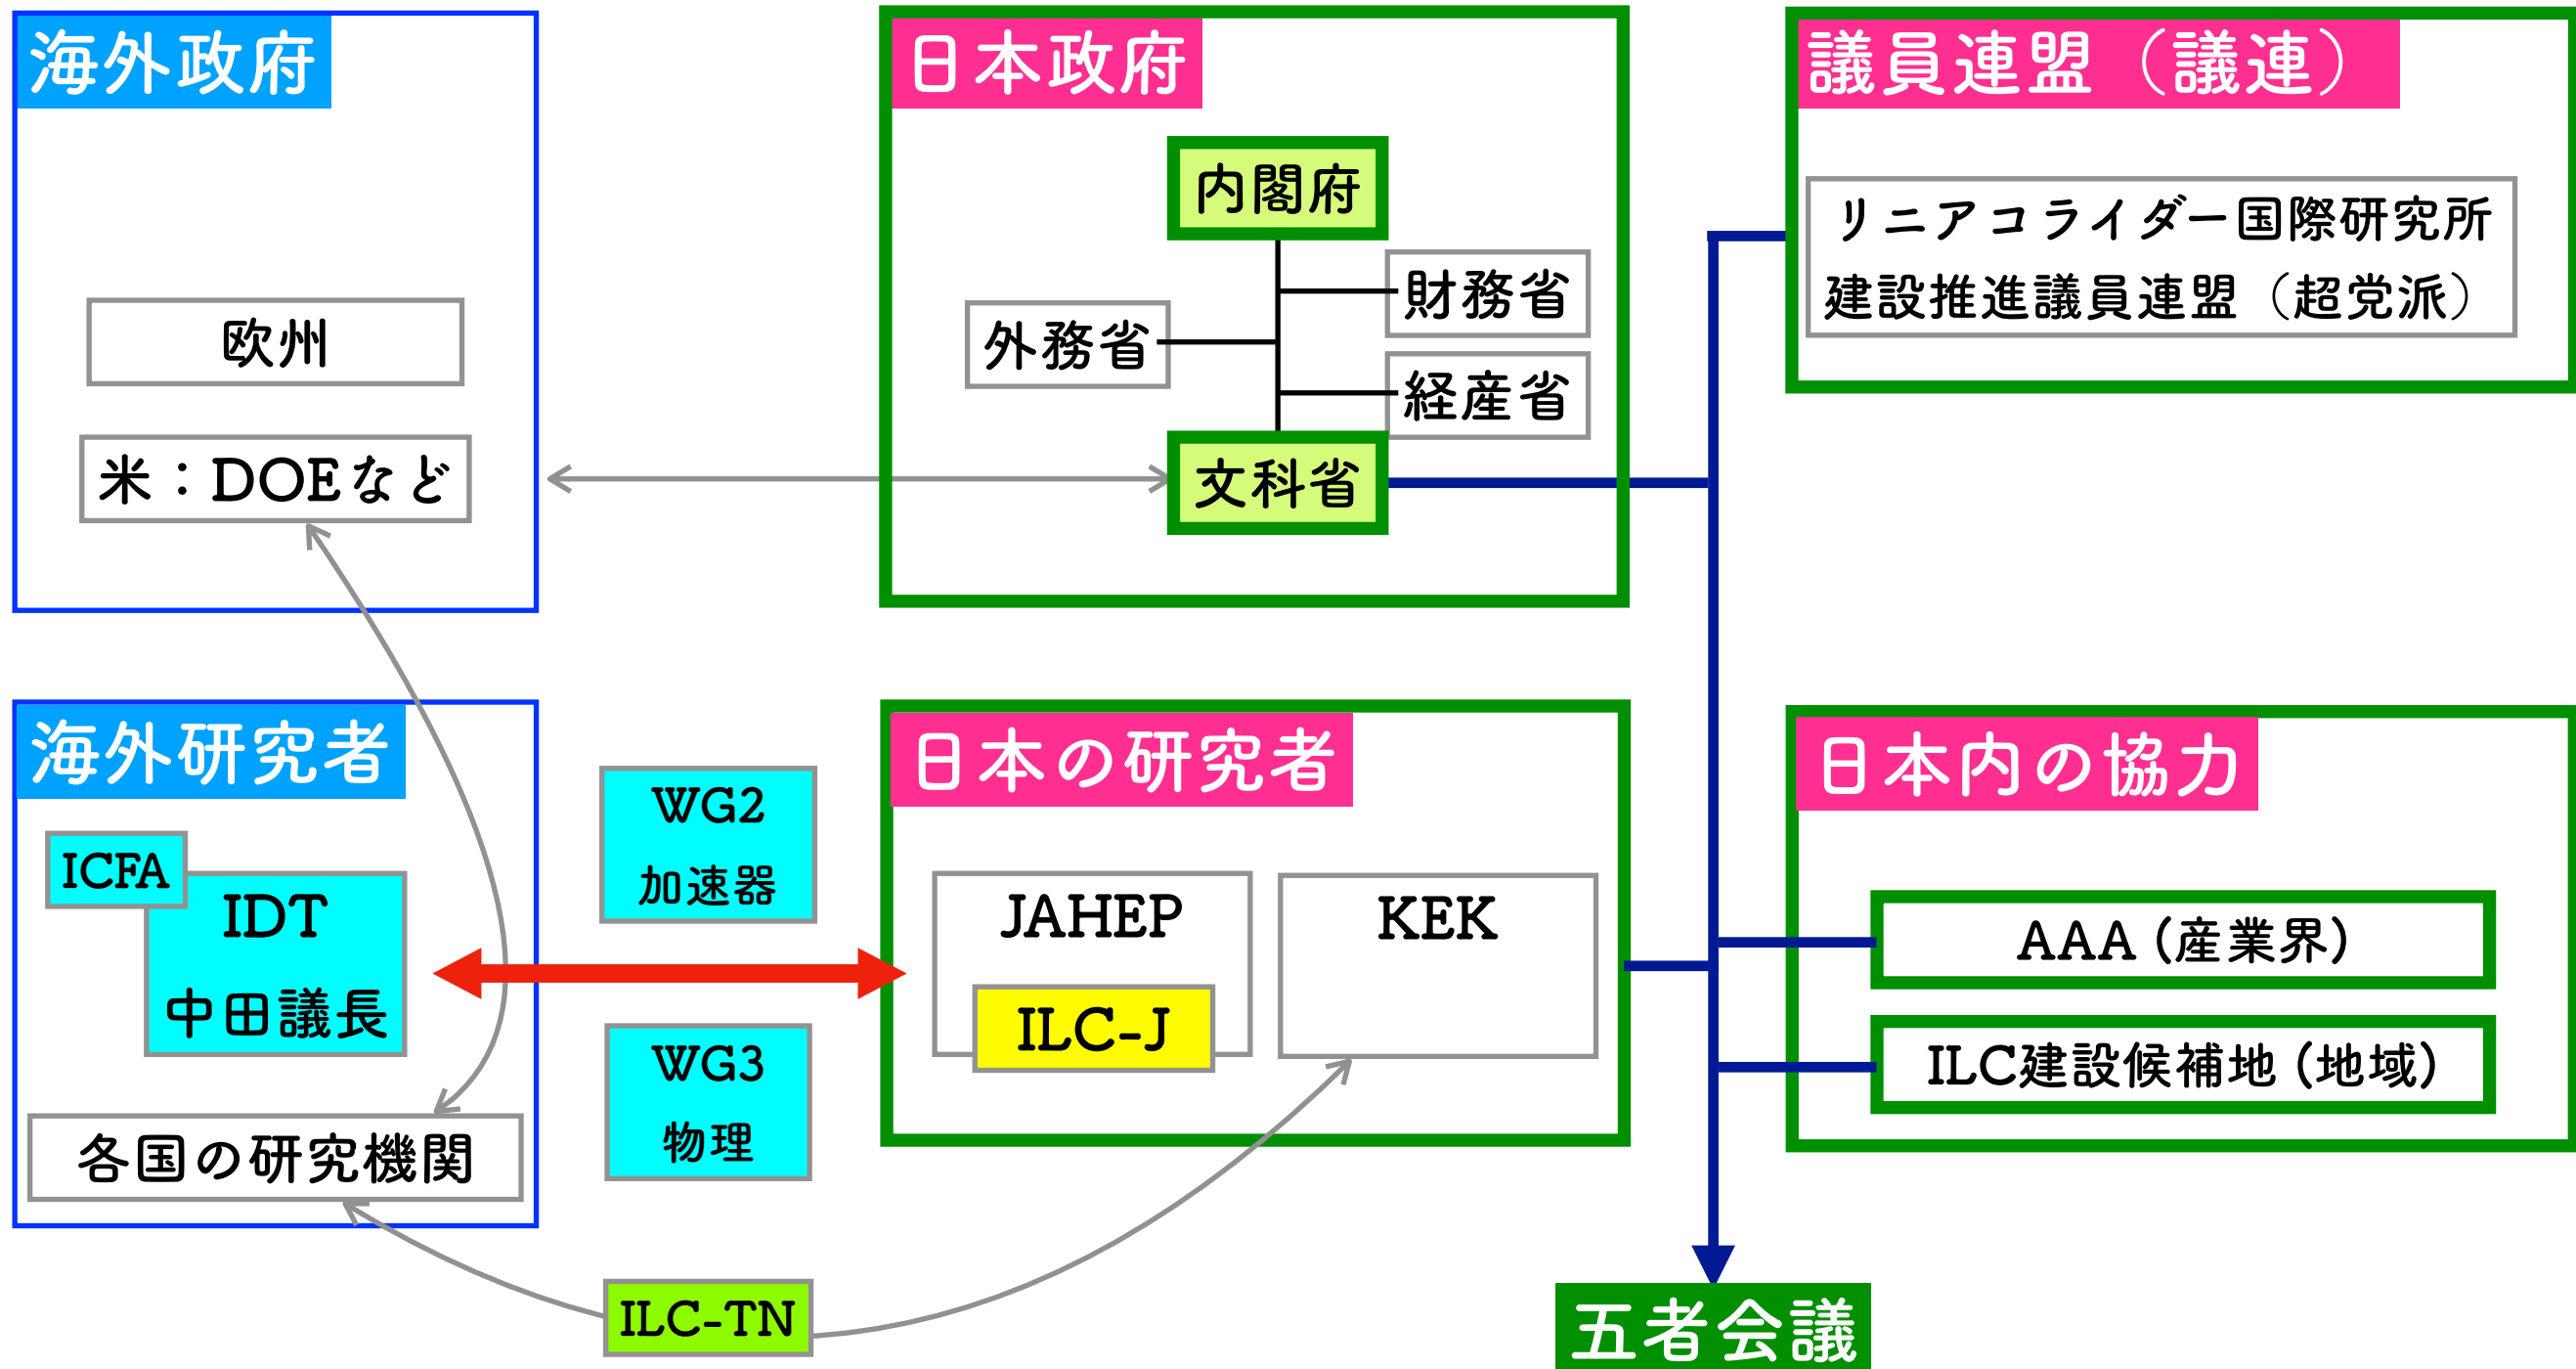 海外政府
欧州
米：DOEなど
日本政府
内閣府
財務省
外務省
経産省
文科省
議員連盟（議連）
リニアコライダー国際研究所
建設推進議員連盟（超党派）
海外研究者
ICFA
IDT
中田議長
各国の研究機関
WG2
加速器
WG3
物理
ILC-TN
日本の研究者
JAHEP
ILC-J
KEK
日本内の協力
AAA (産業界)
ILC建設候補地 (地域)
五者会議